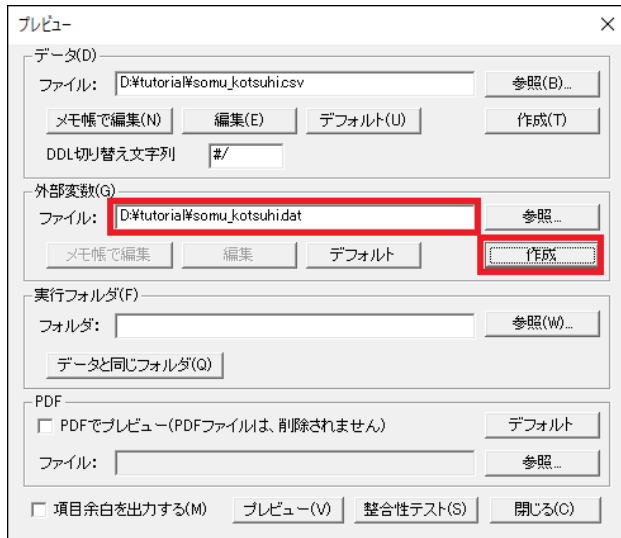 プレビュー
データ(D)
ファイル: D:¥tutorial¥somu_kotsuhi.csv 参照(B)...
メモ帳で編集(N) 編集(E) デフォルト(U) 作成(T)
DDL切り替え文字列 #/
外部変数(G)
ファイル: D:¥tutorial¥somu_kotsuhi.dat 参照...
メモ帳で編集 編集 デフォルト 作成
実行フォルダ(F)
フォルダ: 参照(W)...
データと同じフォルダ(Q)
PDF
PDFでプレビュー(PDFファイルは、削除されません) デフォルト
ファイル: 参照...
項目余白を出力する(M) プレビュー(V) 整合性テスト(S) 閉じる(C)